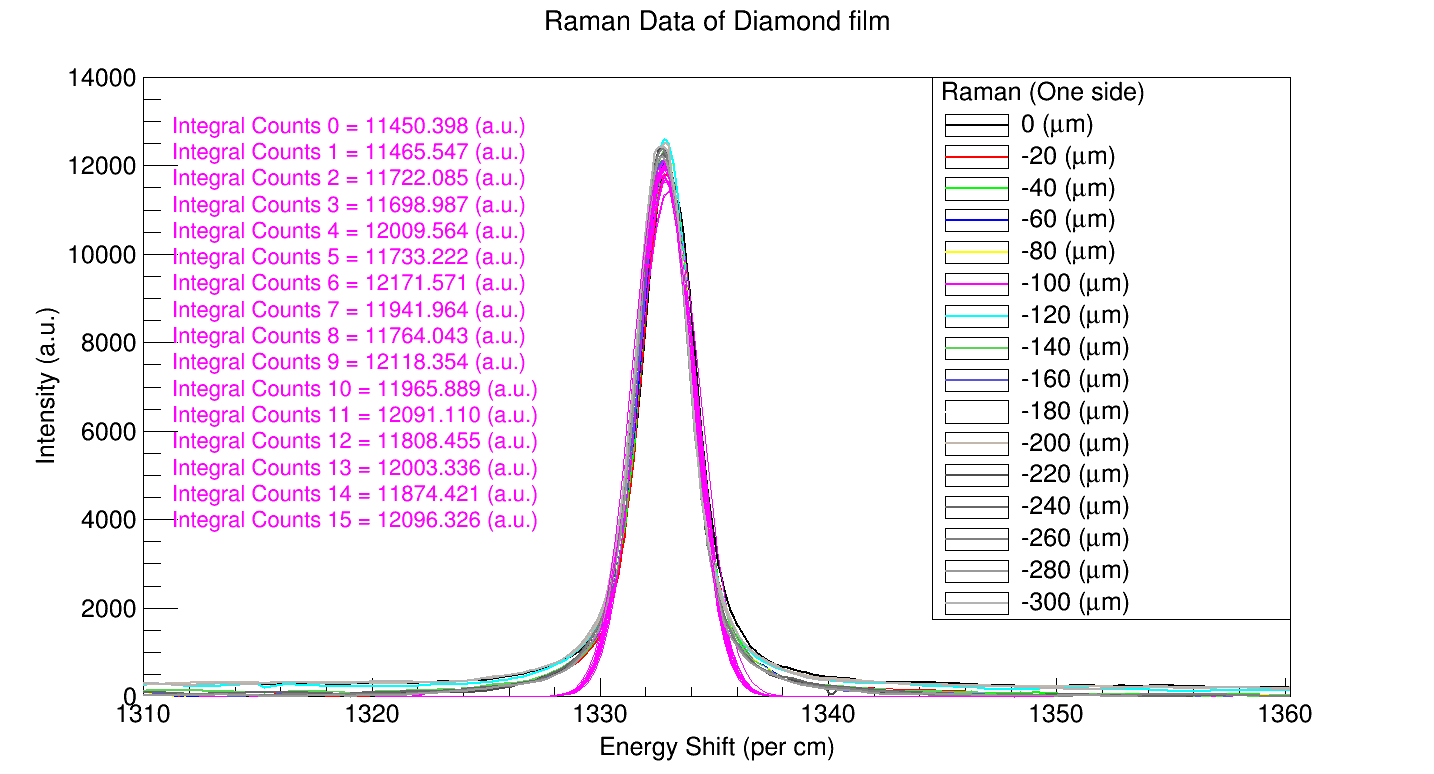 Raman Data of Diamond film
14000
12000
10000
8000
6000
4000
2000
0
Intensity (a.u.)
Integral Counts 0 = 11450.398 (a.u.)
Integral Counts 1 = 11465.547 (a.u.)
Integral Counts 2 = 11722.085 (a.u.)
Integral Counts 3 = 11698.987 (a.u.)
Integral Counts 4 = 12009.564 (a.u.)
Integral Counts 5 = 11733.222 (a.u.)
Integral Counts 6 = 12171.571 (a.u.)
Integral Counts 7 = 11941.964 (a.u.)
Integral Counts 8 = 11764.043 (a.u.)
Integral Counts 9 = 12118.354 (a.u.)
Integral Counts 10 = 11965.889 (a.u.)
Integral Counts 11 = 12091.110 (a.u.)
Integral Counts 12 = 11808.455 (a.u.)
Integral Counts 13 = 12003.336 (a.u.)
Integral Counts 14 = 11874.421 (a.u.)
Integral Counts 15 = 12096.326 (a.u.)
Raman (One side)
0 (μm)
-20 (μm)
-40 (μm)
-60 (μm)
-80 (μm)
-100 (μm)
-120 (μm)
-140 (μm)
-160 (μm)
-180 (μm)
-200 (μm)
-220 (μm)
-240 (μm)
-260 (μm)
-280 (μm)
-300 (μm)
1310 1320 1330 1340 1350 1360
Energy Shift (per cm)